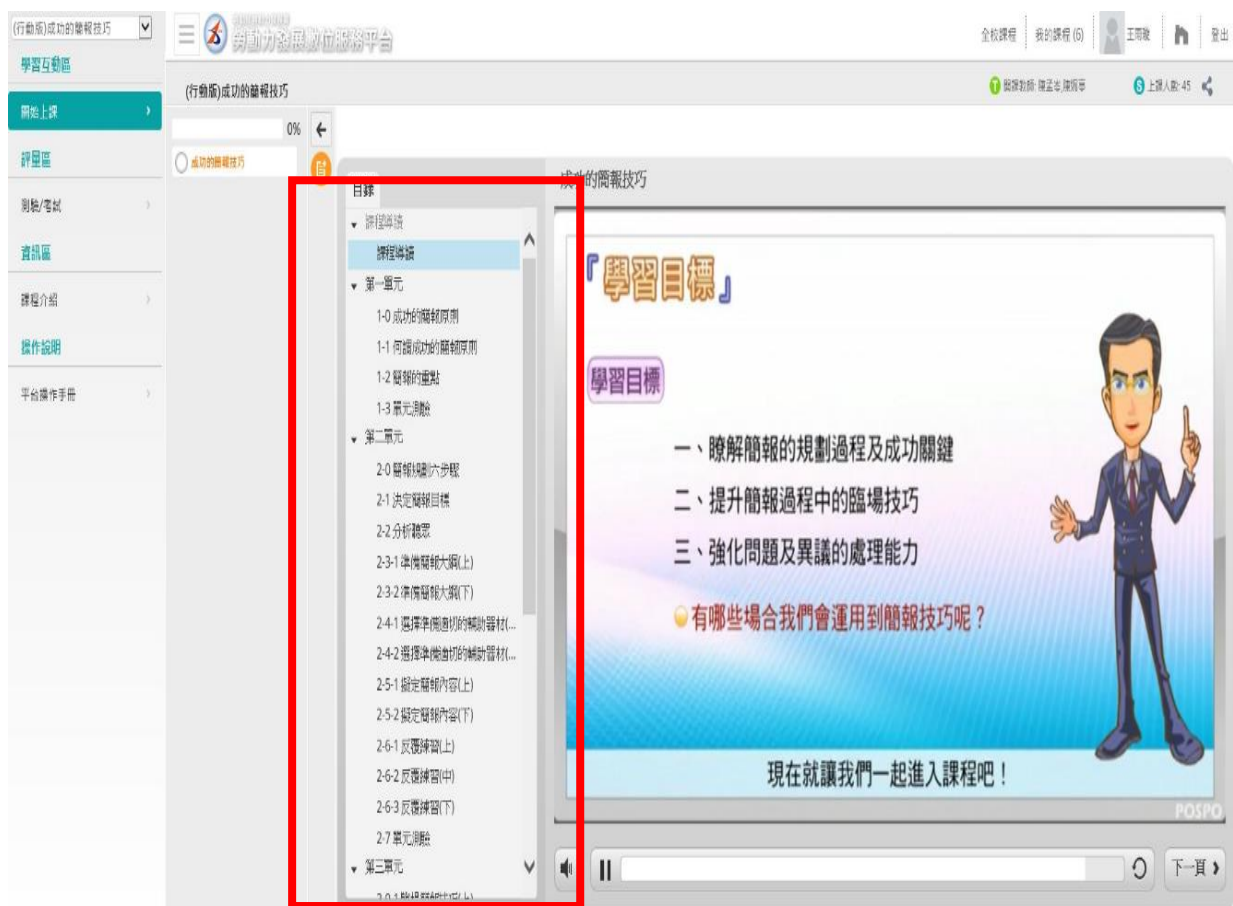 (行動版)成功的簡報技巧
勞動力發展數位服務平台
全校課程
我的課程 (6)
登出
學習互動區
開始上課
評量區
測驗/考試
資訊區
課程介紹
操作說明
平台操作手冊
(行動版)成功的簡報技巧
上課人數: 45
0%
成功的簡報技巧
目錄
課程導讀
課程導讀
第一單元
1-0 成功的簡報原則
1-1 何謂成功的簡報原則
1-2 簡報的重點
1-3 單元測驗
第二單元
2-0 簡報規劃六步驟
2-1 決定簡報目標
2-2 分析聽眾
2-3-1 準備簡報大綱(上)
2-3-2 準備簡報大綱(下)
2-4-1 選擇準備適切的輔助器材(...
2-4-2 選擇準備適切的輔助器材(...
2-5-1 擬定簡報內容(上)
2-5-2 擬定簡報內容(下)
2-6-1 反覆練習(上)
2-6-2 反覆練習(中)
2-6-3 反覆練習(下)
2-7 單元測驗
第三單元
成功的簡報技巧
『學習目標』
學習目標
一、瞭解簡報的規劃過程及成功關鍵
二、提升簡報過程中的臨場技巧
三、強化問題及異議的處理能力
有哪些場合我們會運用到簡報技巧呢？
現在就讓我們一起進入課程吧！
POSPO
下一頁